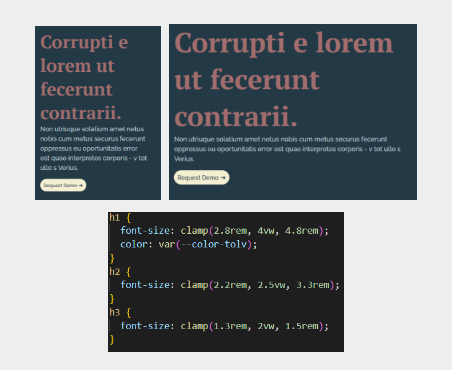 Corrupti e
lorem ut
fecerunt
contrarii.
Non utriuque solatium amet netus
nobis cum metus securus fecerunt
oppressus eu oportunitatis error
est quae interpretes corporis - v tot
ullo s Verius.
Request Demo ➔
Corrupti e lorem
ut fecerunt
contrarii.
Non utriuque solatium amet netus
nobis cum metus securus fecerunt oppressus eu
oportunitatis error est quae interpretes corporis - v tot ullo s
Verius.
Request Demo ➔
h1 {
font-size: clamp(2.8rem, 4vw, 4.8rem);
color: var(--color-tolv);
}
h2 {
font-size: clamp(2.2rem, 2.5vw, 3.3rem);
}
h3 {
font-size: clamp(1.3rem, 2vw, 1.5rem);
}